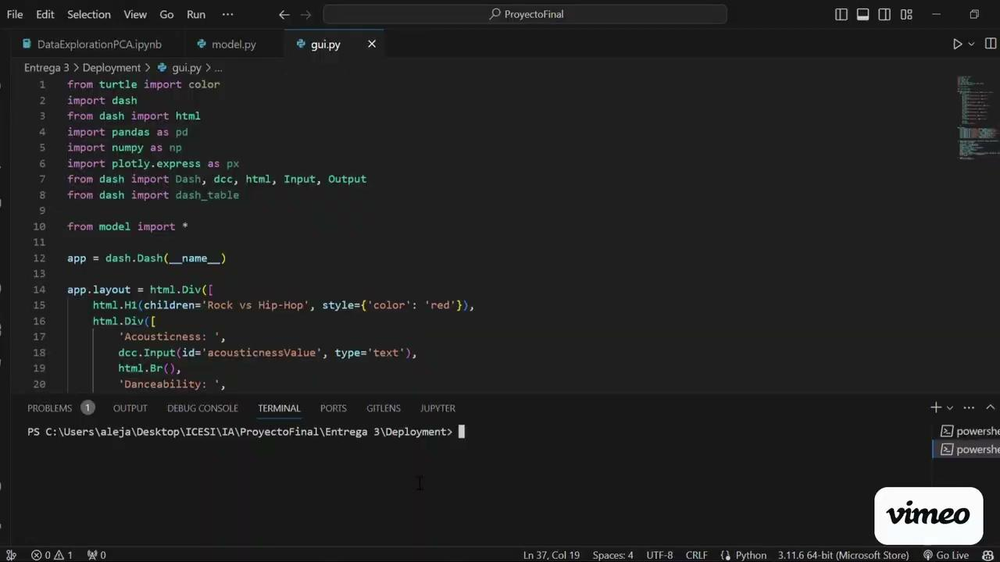 File Edit Selection View Go Run ··· ProyectoFinal
DataExplorationPCA.ipynb model.py gui.py
Entrega 3 > Deployment > gui.py > ...
1 from turtle import color
2 import dash
3 from dash import html
4 import pandas as pd
5 import numpy as np
6 import plotly.express as px
7 from dash import Dash, dcc, html, Input, Output
8 from dash import dash_table
9
10 from model import *
11
12 app = dash.Dash(__name__)
13
14 app.layout = html.Div([
15 html.H1(children='Rock vs Hip-Hop', style={'color': 'red'}),
16 html.Div([
17 'Acousticness: ',
18 dcc.Input(id='acousticnessValue', type='text'),
19 html.Br(),
20 'Danceability: ',
PROBLEMS 1 OUTPUT DEBUG CONSOLE TERMINAL PORTS GITLENS JUPYTER
PS C:\Users\aleja\Desktop\ICESI\IA\ProyectoFinal\Entrega 3\Deployment>
powershe
powershe
vimeo
0 1 0 Ln 37, Col 19 Spaces: 4 UTF-8 CRLF Python 3.11.6 64-bit (Microsoft Store) Go Live